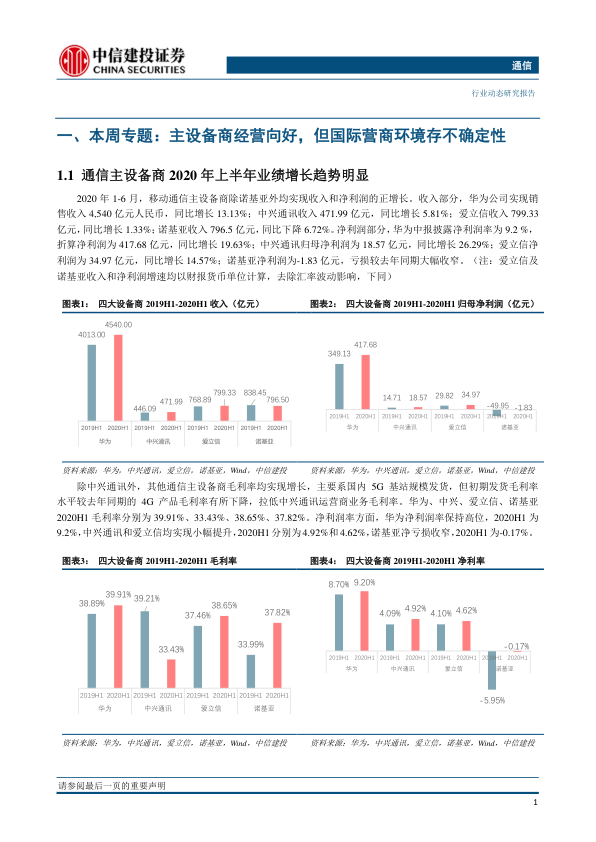 中信建投证券
CHINA SECURITIES
通信
行业动态研究报告
一、本周专题：主设备商经营向好，但国际营商环境存不确定性
1.1 通信主设备商 2020 年上半年业绩增长趋势明显
2020 年 1-6 月，移动通信主设备商除诺基亚外均实现收入和净利润的正增长。收入部分，华为公司实现销
售收入 4,540 亿元人民币，同比增长 13.13%；中兴通讯收入 471.99 亿元，同比增长 5.81%；爱立信收入 799.33
亿元，同比增长 1.33%；诺基亚收入 796.5 亿元，同比下降 6.72%。净利润部分，华为中报披露净利润率为 9.2 %，
折算净利润为 417.68 亿元，同比增长 19.63%；中兴通讯归母净利润为 18.57 亿元，同比增长 26.29%；爱立信净
利润为 34.97 亿元，同比增长 14.57%；诺基亚净利润为-1.83 亿元，亏损较去年同期大幅收窄。（注：爱立信及
诺基亚收入和净利润增速均以财报货币单位计算，去除汇率波动影响，下同）
图表1： 四大设备商 2019H1-2020H1 收入（亿元）
4013.00 4540.00 446.09 471.99 768.89 799.33 838.45 796.50
2019H1 2020H1 2019H1 2020H1 2019H1 2020H1 2019H1 2020H1
华为 中兴通讯 爱立信 诺基亚
资料来源：华为，中兴通讯，爱立信，诺基亚，Wind，中信建投
图表2： 四大设备商 2019H1-2020H1 归母净利润（亿元）
349.13 417.68 14.71 18.57 29.82 34.97 -49.95 -1.83
2019H1 2020H1 2019H1 2020H1 2019H1 2020H1 2019H1 2020H1
华为 中兴通讯 爱立信 诺基亚
资料来源：华为，中兴通讯，爱立信，诺基亚，Wind，中信建投
除中兴通讯外，其他通信主设备商毛利率均实现增长，主要系国内 5G 基站规模发货，但初期发货毛利率
水平较去年同期的 4G 产品毛利率有所下降，拉低中兴通讯运营商业务毛利率。华为、中兴、爱立信、诺基亚
2020H1 毛利率分别为 39.91%、33.43%、38.65%、37.82%。净利润率方面，华为净利润率保持高位，2020H1 为
9.2%，中兴通讯和爱立信均实现小幅提升，2020H1 分别为 4.92%和 4.62%，诺基亚净亏损收窄，2020H1 为-0.17%。
图表3： 四大设备商 2019H1-2020H1 毛利率
38.89% 39.91% 39.21% 33.43% 37.46% 38.65% 33.99% 37.82%
2019H1 2020H1 2019H1 2020H1 2019H1 2020H1 2019H1 2020H1
华为 中兴通讯 爱立信 诺基亚
资料来源：华为，中兴通讯，爱立信，诺基亚，Wind，中信建投
图表4： 四大设备商 2019H1-2020H1 净利率
8.70% 9.20% 4.09% 4.92% 4.10% 4.62% -5.95% -0.17%
2019H1 2020H1 2019H1 2020H1 2019H1 2020H1 2019H1 2020H1
华为 中兴通讯 爱立信 诺基亚
资料来源：华为，中兴通讯，爱立信，诺基亚，Wind，中信建投
请参阅最后一页的重要声明
1